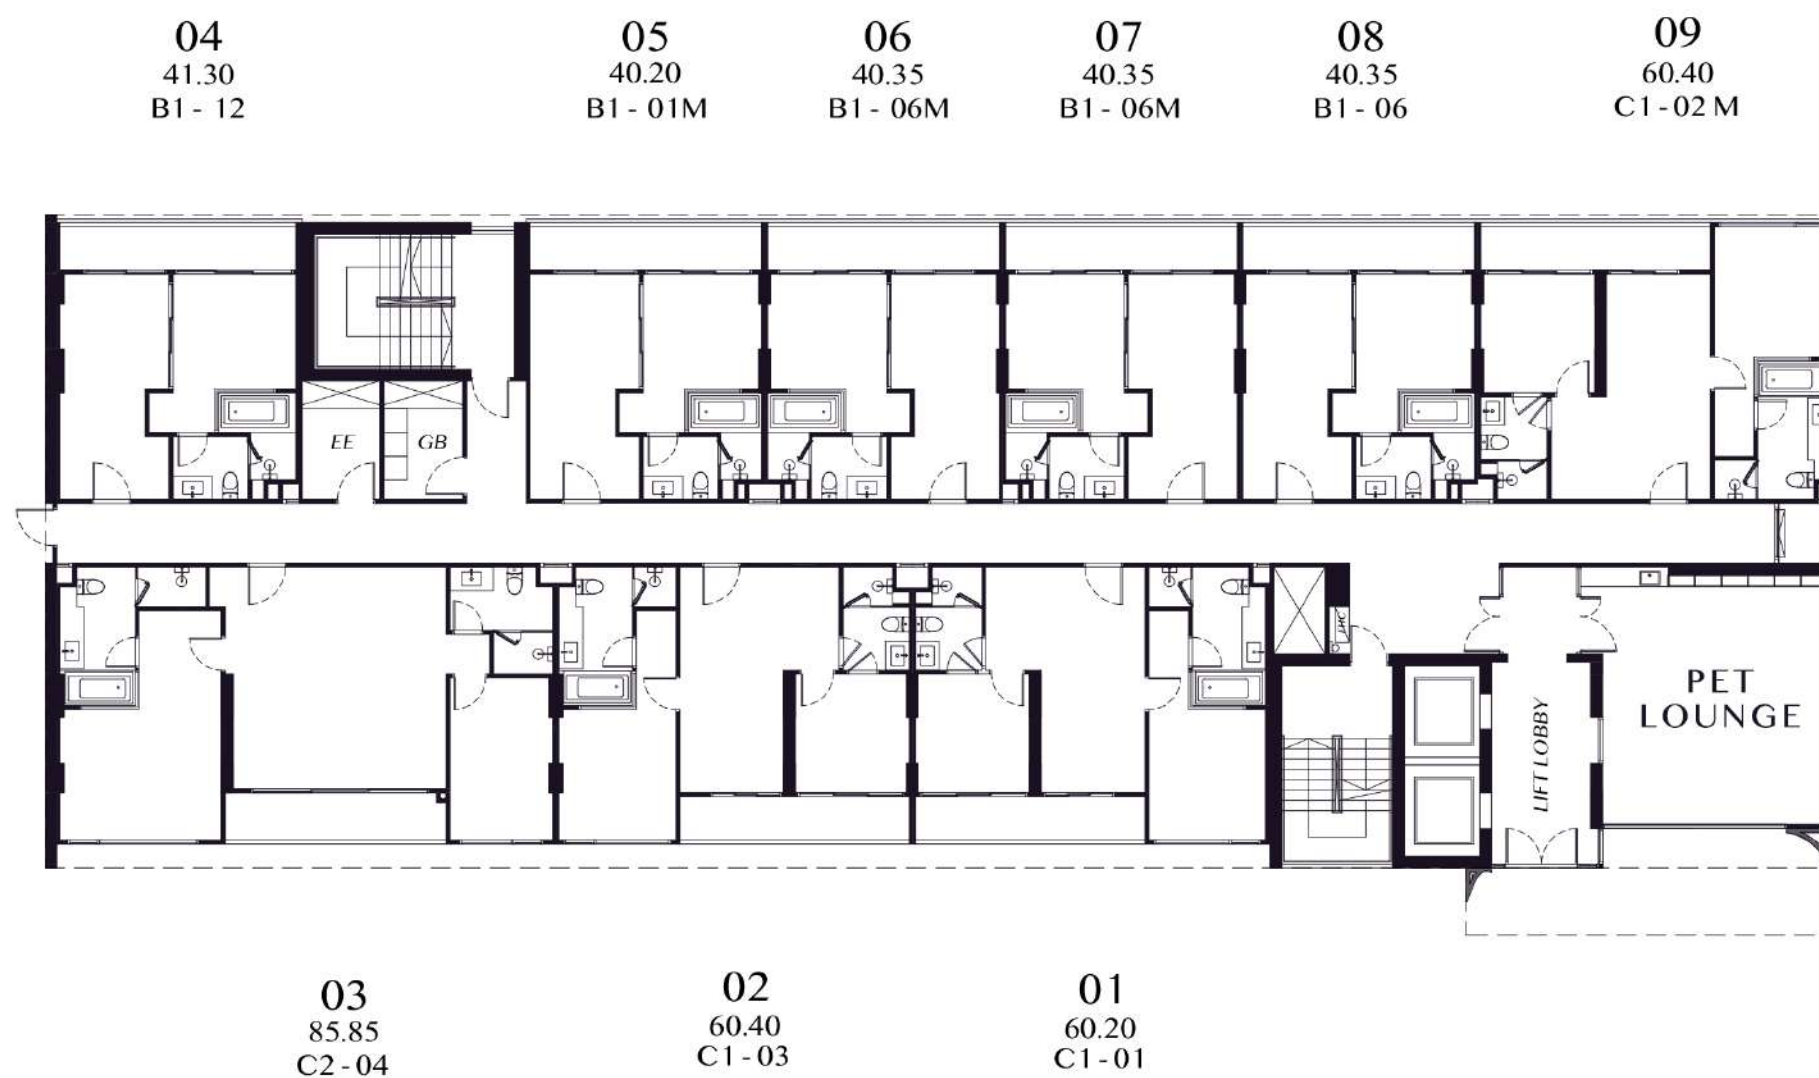 04
41.30
B1 - 12
05
40.20
B1 - 01M
06
40.35
B1 - 06M
07
40.35
B1 - 06M
08
40.35
B1 - 06
09
60.40
C1 - 02 M
EE
GB
LHC
LIFT LOBBY
PET
LOUNGE
03
85.85
C2 - 04
02
60.40
C1 - 03
01
60.20
C1 - 01